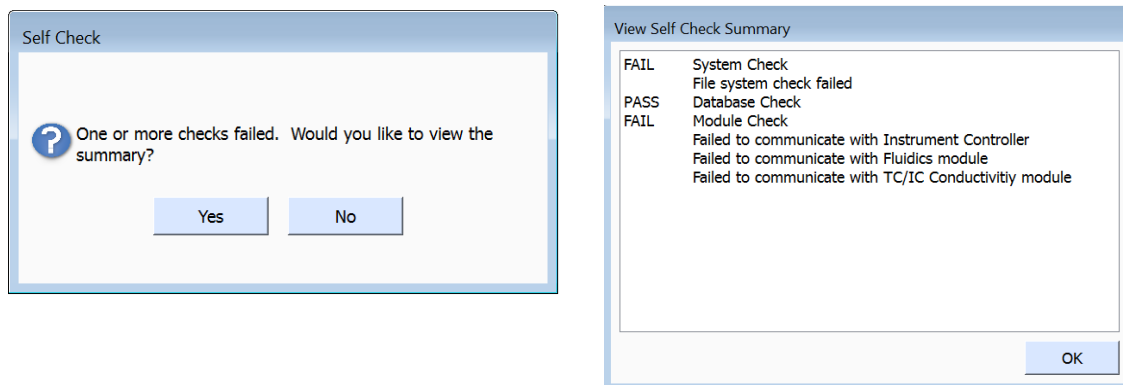 Self Check
One or more checks failed. Would you like to view the
summary?
Yes No
View Self Check Summary
FAIL System Check
File system check failed
PASS Database Check
FAIL Module Check
Failed to communicate with Instrument Controller
Failed to communicate with Fluidics module
Failed to communicate with TC/IC Conductivitiy module
OK